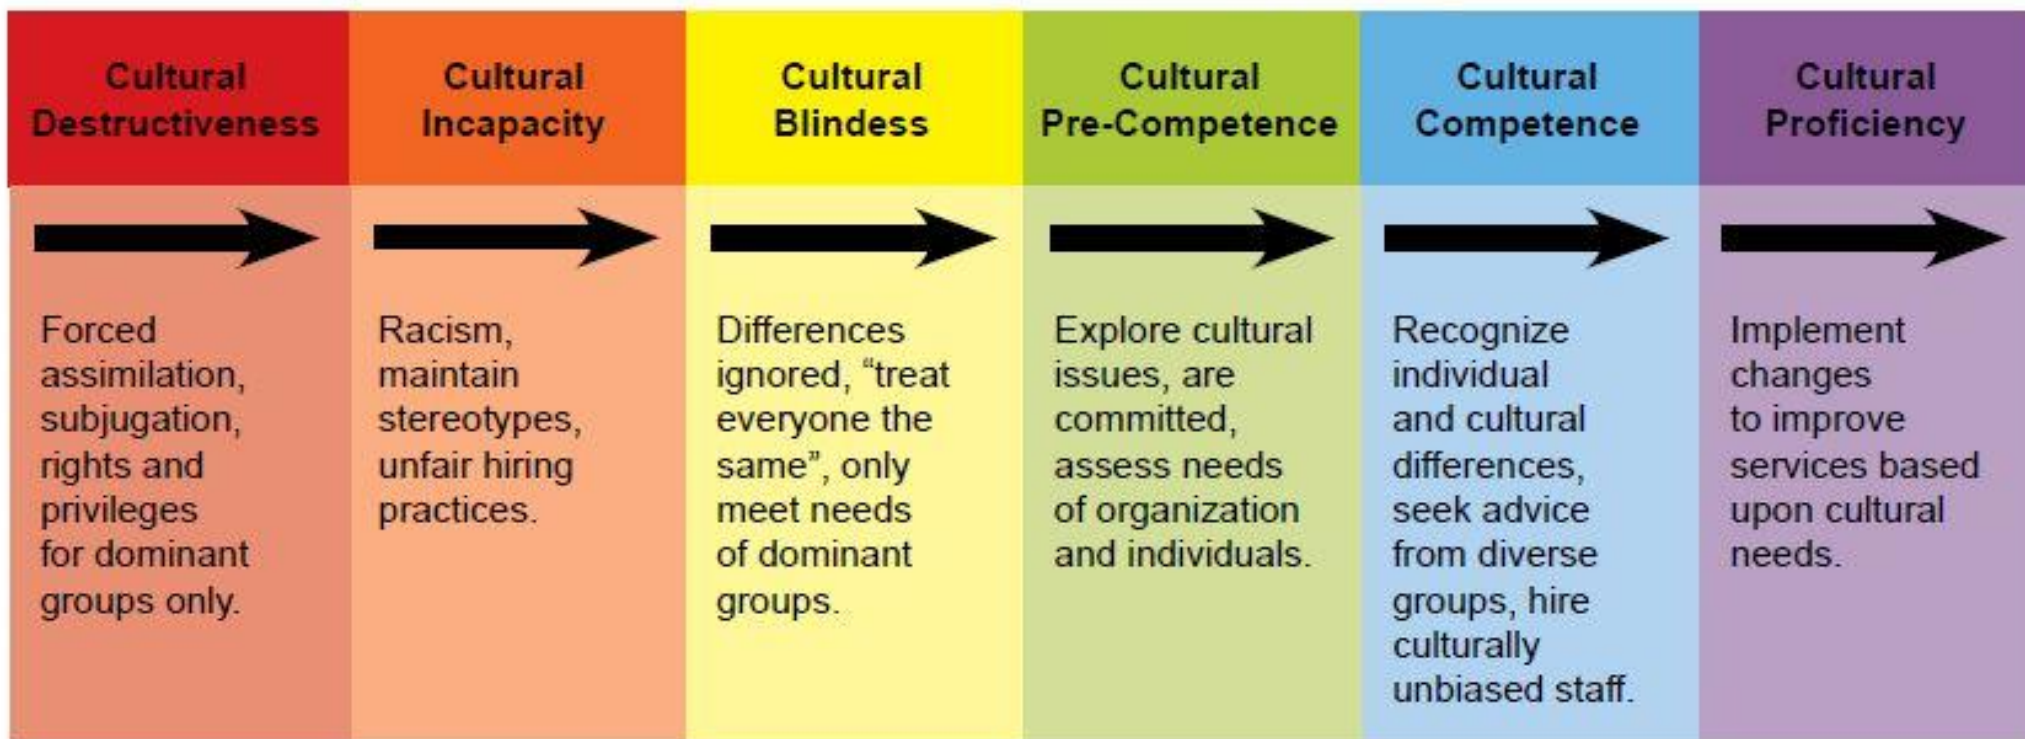 Cultural
Destructiveness
Cultural
Incapacity
Cultural
Blindess
Cultural
Pre-Competence
Cultural
Competence
Cultural
Proficiency
Forced
assimilation,
subjugation,
rights and
privileges
for dominant
groups only.
Racism,
maintain
stereotypes,
unfair hiring
practices.
Differences
ignored, “treat
everyone the
same”, only
meet needs
of dominant
groups.
Explore cultural
issues, are
committed,
assess needs
of organization
and individuals.
Recognize
individual
and cultural
differences,
seek advice
from diverse
groups, hire
culturally
unbiased staff.
Implement
changes
to improve
services based
upon cultural
needs.